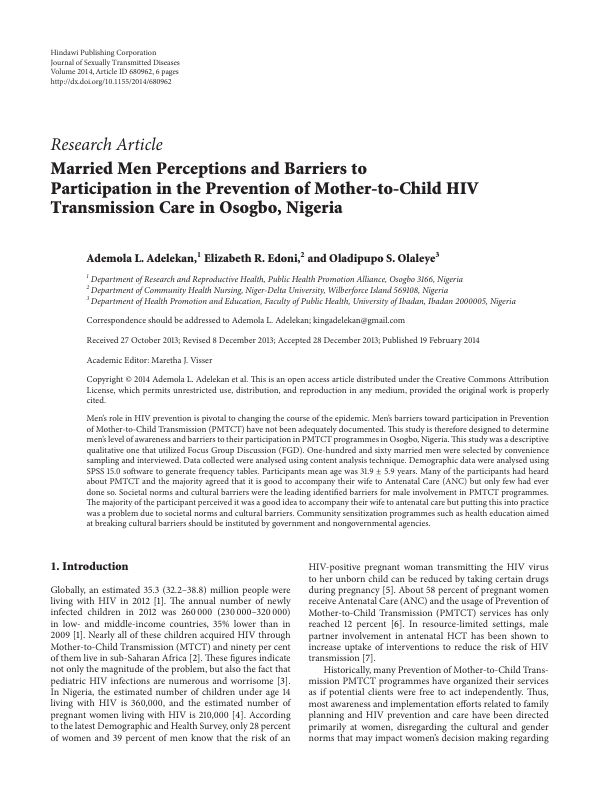 Hindawi Publishing Corporation
Journal of Sexually Transmitted Diseases
Volume 2014, Article ID 680962, 6 pages
http://dx.doi.org/10.1155/2014/680962
Research Article
Married Men Perceptions and Barriers to
Participation in the Prevention of Mother-to-Child HIV
Transmission Care in Osogbo, Nigeria
Ademola L. Adelekan,1 Elizabeth R. Edoni,2 and Oladipupo S. Olaleye3
1 Department of Research and Reproductive Health, Public Health Promotion Alliance, Osogbo 3166, Nigeria
2 Department of Community Health Nursing, Niger-Delta University, Wilberforce Island 569108, Nigeria
3 Department of Health Promotion and Education, Faculty of Public Health, University of Ibadan, Ibadan 2000005, Nigeria
Correspondence should be addressed to Ademola L. Adelekan; kingadelekan@gmail.com
Received 27 October 2013; Revised 8 December 2013; Accepted 28 December 2013; Published 19 February 2014
Academic Editor: Maretha J. Visser
Copyright © 2014 Ademola L. Adelekan et al. This is an open access article distributed under the Creative Commons Attribution
License, which permits unrestricted use, distribution, and reproduction in any medium, provided the original work is properly
cited.
Men's role in HIV prevention is pivotal to changing the course of the epidemic. Men's barriers toward participation in Prevention
of Mother-to-Child Transmission (PMTCT) have not been adequately documented. This study is therefore designed to determine
men's level of awareness and barriers to their participation in PMTCT programmes in Osogbo, Nigeria. This study was a descriptive
qualitative one that utilized Focus Group Discussion (FGD). One-hundred and sixty married men were selected by convenience
sampling and interviewed. Data collected were analysed using content analysis technique. Demographic data were analysed using
SPSS 15.0 software to generate frequency tables. Participants mean age was 31.9 ± 5.9 years. Many of the participants had heard
about PMTCT and the majority agreed that it is good to accompany their wife to Antenatal Care (ANC) but only few had ever
done so. Societal norms and cultural barriers were the leading identified barriers for male involvement in PMTCT programmes.
The majority of the participant perceived it was a good idea to accompany their wife to antenatal care but putting this into practice
was a problem due to societal norms and cultural barriers. Community sensitization programmes such as health education aimed
at breaking cultural barriers should be instituted by government and nongovernmental agencies.
1. Introduction
Globally, an estimated 35.3 (32.2–38.8) million people were
living with HIV in 2012 [1]. The annual number of newly
infected children in 2012 was 260 000 (230 000–320 000)
in low- and middle-income countries, 35% lower than in
2009 [1]. Nearly all of these children acquired HIV through
Mother-to-Child Transmission (MTCT) and ninety per cent
of them live in sub-Saharan Africa [2]. These figures indicate
not only the magnitude of the problem, but also the fact that
pediatric HIV infections are numerous and worrisome [3].
In Nigeria, the estimated number of children under age 14
living with HIV is 360,000, and the estimated number of
pregnant women living with HIV is 210,000 [4]. According
to the latest Demographic and Health Survey, only 28 percent
of women and 39 percent of men know that the risk of an
HIV-positive pregnant woman transmitting the HIV virus
to her unborn child can be reduced by taking certain drugs
during pregnancy [5]. About 58 percent of pregnant women
receive Antenatal Care (ANC) and the usage of Prevention of
Mother-to-Child Transmission (PMTCT) services has only
reached 12 percent [6]. In resource-limited settings, male
partner involvement in antenatal HCT has been shown to
increase uptake of interventions to reduce the risk of HIV
transmission [7].
Historically, many Prevention of Mother-to-Child Trans-
mission PMTCT programmes have organized their services
as if potential clients were free to act independently. Thus,
most awareness and implementation efforts related to family
planning and HIV prevention and care have been directed
primarily at women, disregarding the cultural and gender
norms that may impact women's decision making regarding